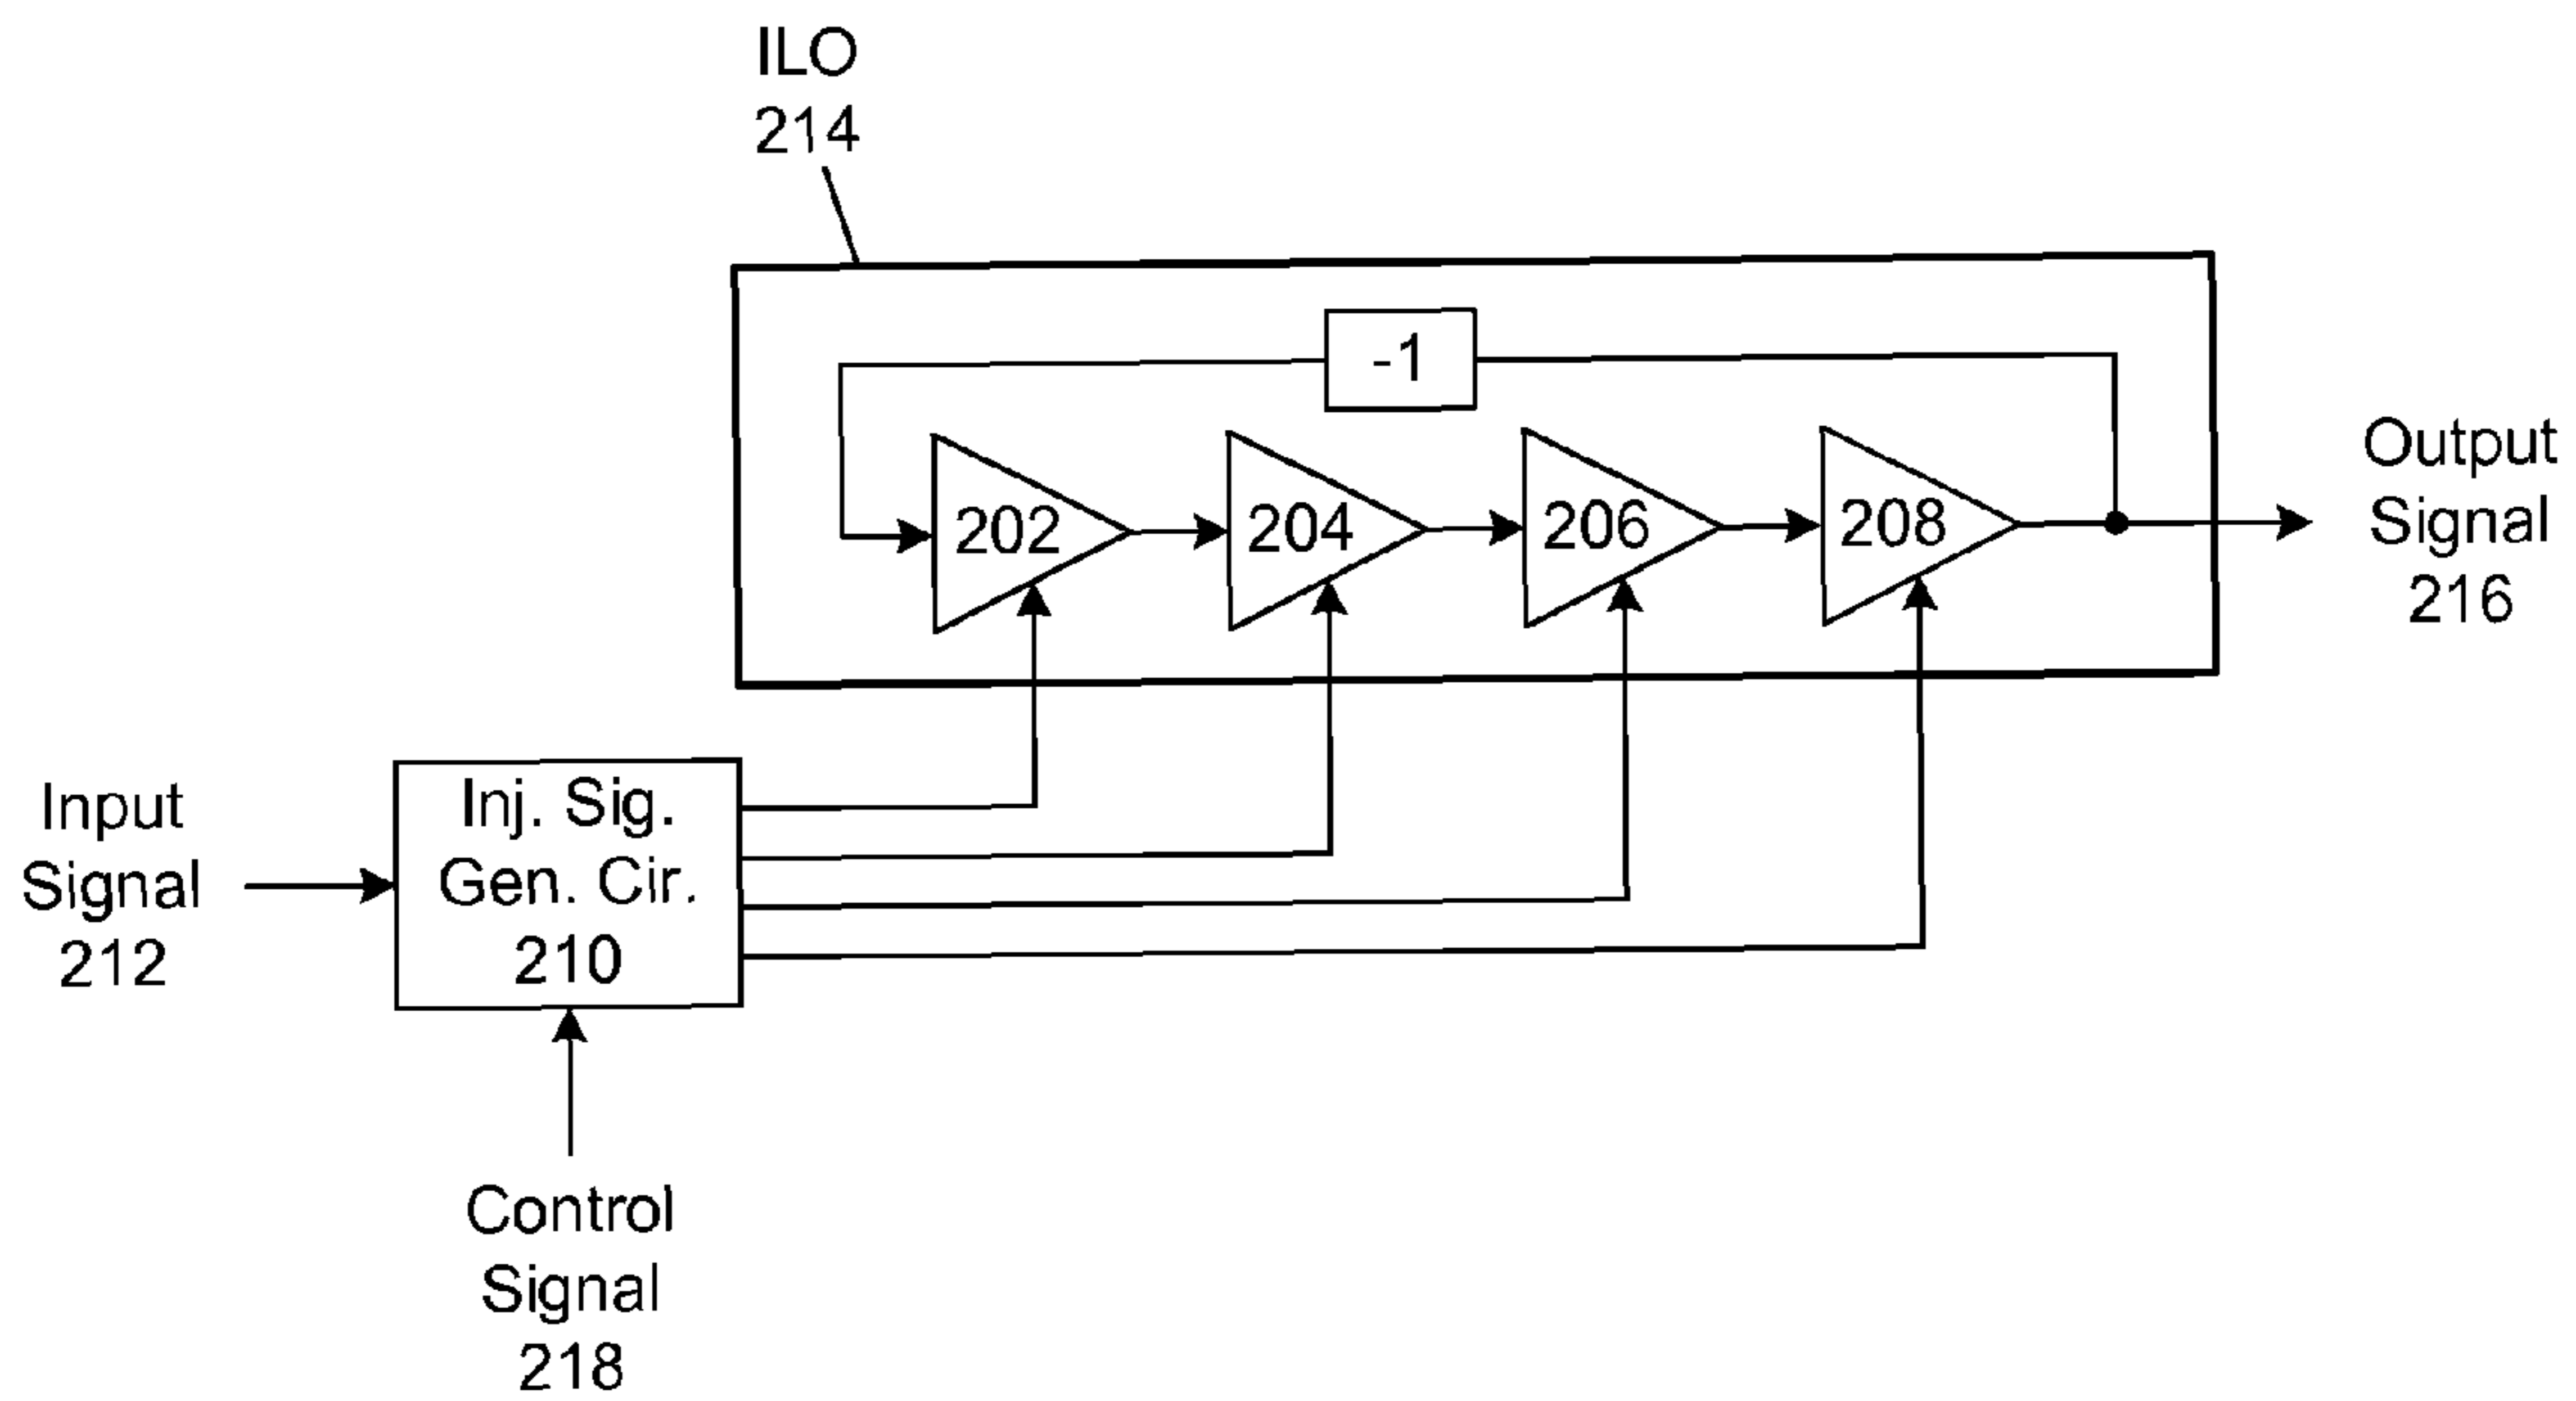 ILO
214
-1
202
204
206
208
Output
Signal
216
Input
Signal
212
Inj. Sig.
Gen. Cir.
210
Control
Signal
218